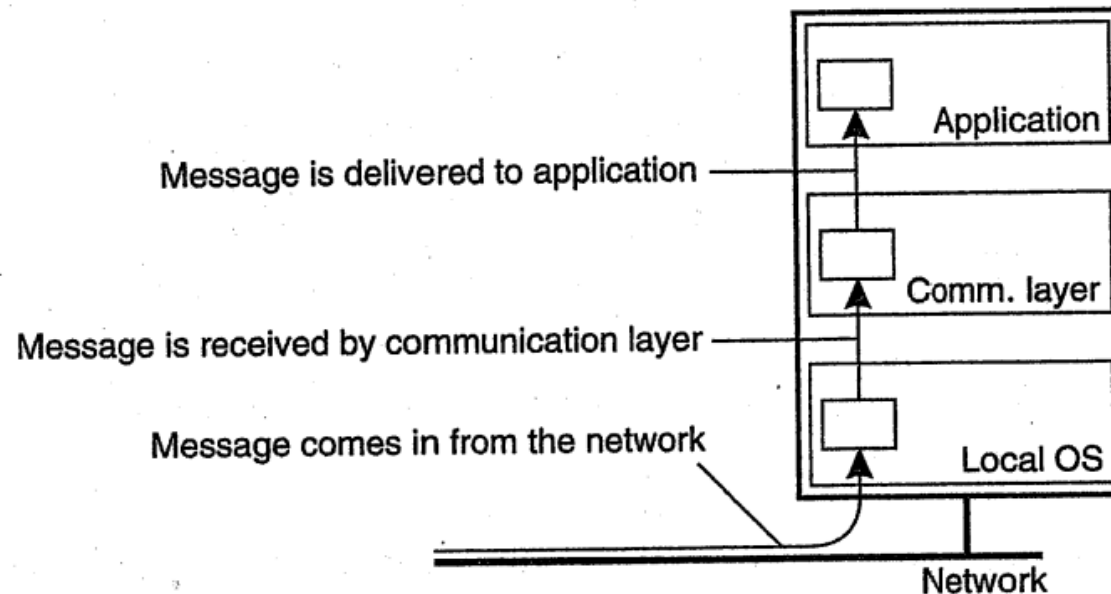 Application
Message is delivered to application
Comm. layer
Message is received by communication layer
Message comes in from the network
Local OS
Network